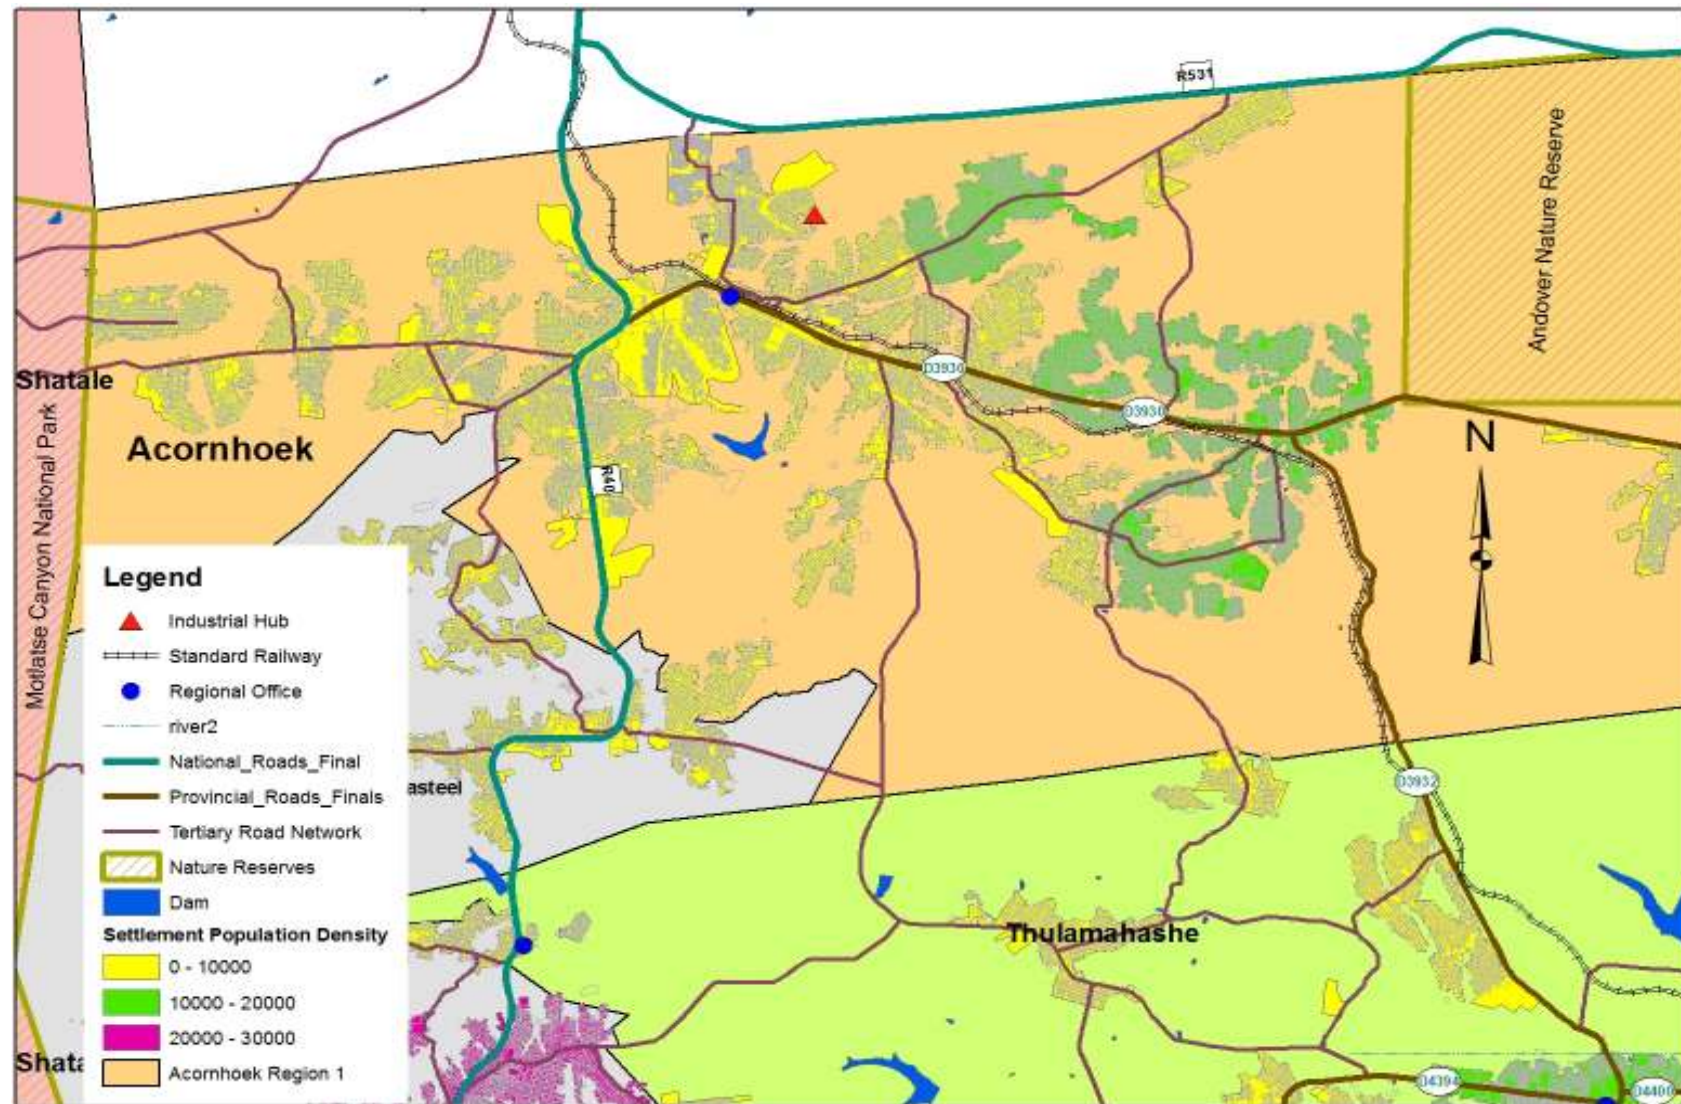 R531
Andover Nature Reserve
Shatale
D3930
D3930
Acornhoek
N
R40
Motlatse Canyon National Park
Legend
Industrial Hub
Standard Railway
Regional Office
river2
National_Roads_Final
Provincial_Roads_Finals
Tertiary Road Network
Nature Reserves
Dam
Settlement Population Density
0 - 10000
10000 - 20000
20000 - 30000
Acornhoek Region 1
asteel
D3932
Thulamahashe
Shata
D4394
D4400